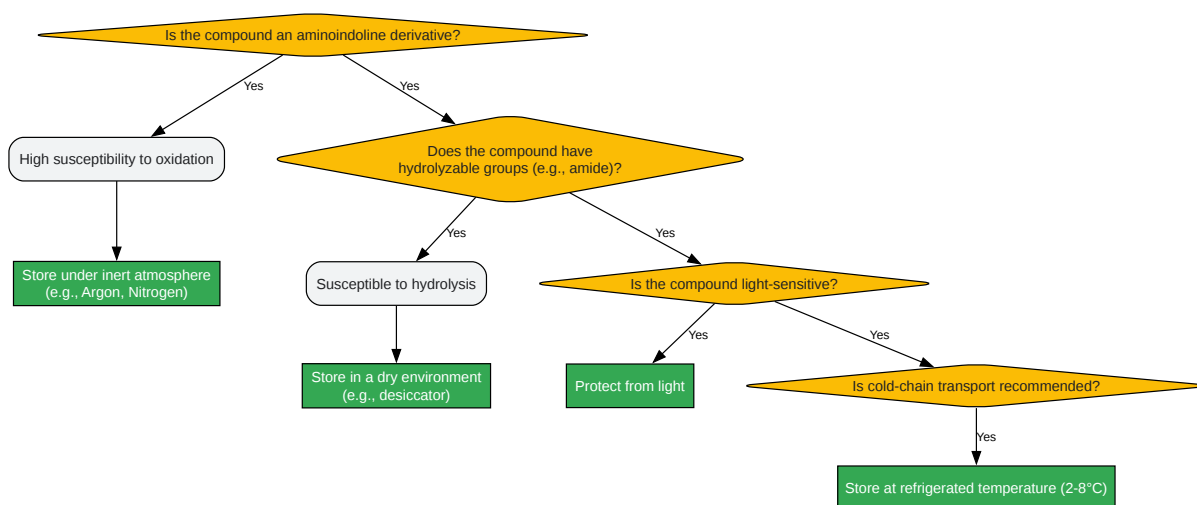 Is the compound an aminoindoline derivative?
Yes
Yes
High susceptibility to oxidation
Does the compound have
hydrolyzable groups (e.g., amide)?
Yes
Yes
Store under inert atmosphere
(e.g., Argon, Nitrogen)
Susceptible to hydrolysis
Is the compound light-sensitive?
Yes
Yes
Store in a dry environment
(e.g., desiccator)
Protect from light
Is cold-chain transport recommended?
Yes
Store at refrigerated temperature (2-8°C)